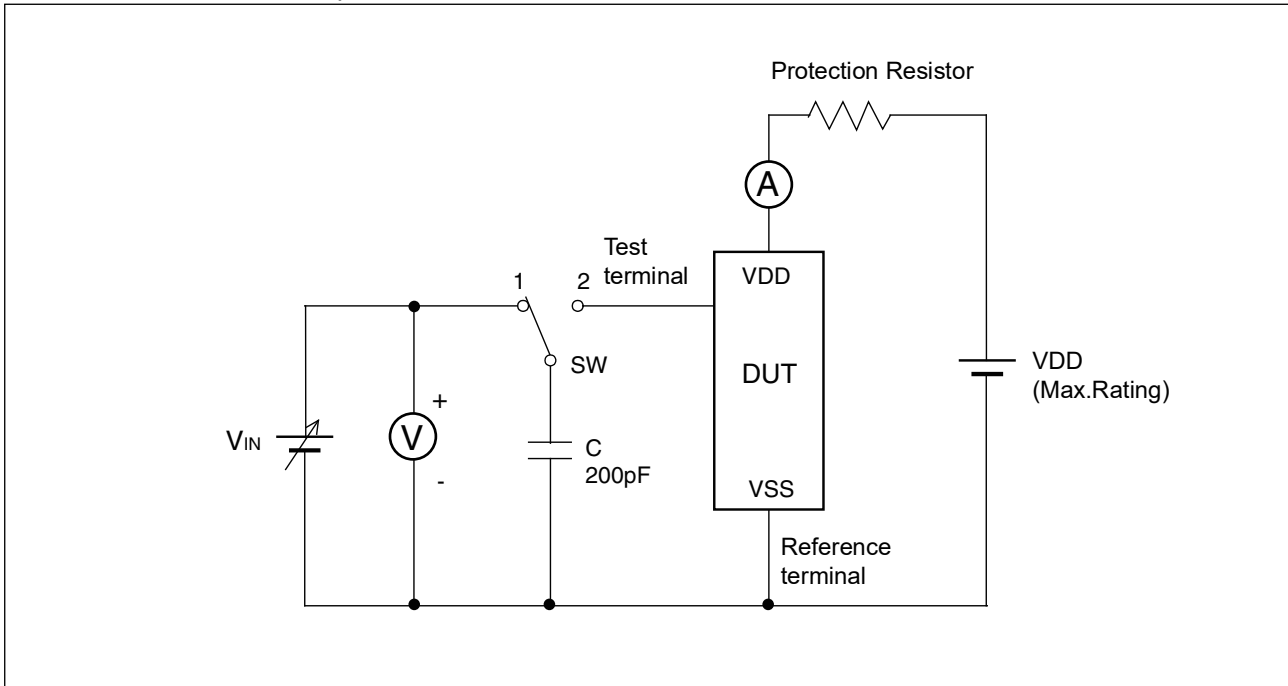 Protection Resistor
A
Test
terminal
1
2
VDD
SW
DUT
VDD
(Max.Rating)
VIN
+
V
-
C
200pF
VSS
Reference
terminal